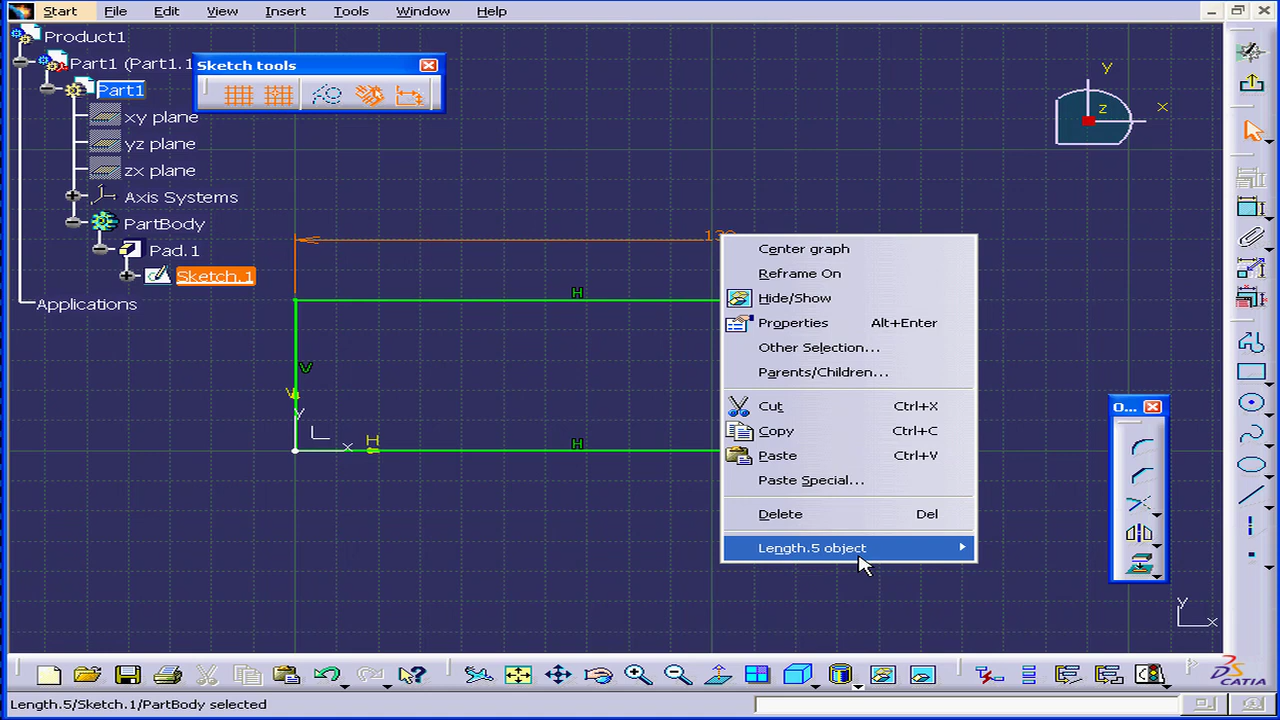 Start File Edit View Insert Tools Window Help
Product1
Part1 (Part1.1
Part1
xy plane
yz plane
zx plane
Axis Systems
PartBody
Pad.1
Sketch.1
Applications
Sketch tools
y
x
z
H
V
V
y
x
H
H
Center graph
Reframe On
Hide/Show
Properties Alt+Enter
Other Selection...
Parents/Children...
Cut Ctrl+X
Copy Ctrl+C
Paste Ctrl+V
Paste Special...
Delete Del
Length.5 object
O...
y
x
CATIA
Length.5/Sketch.1/PartBody selected